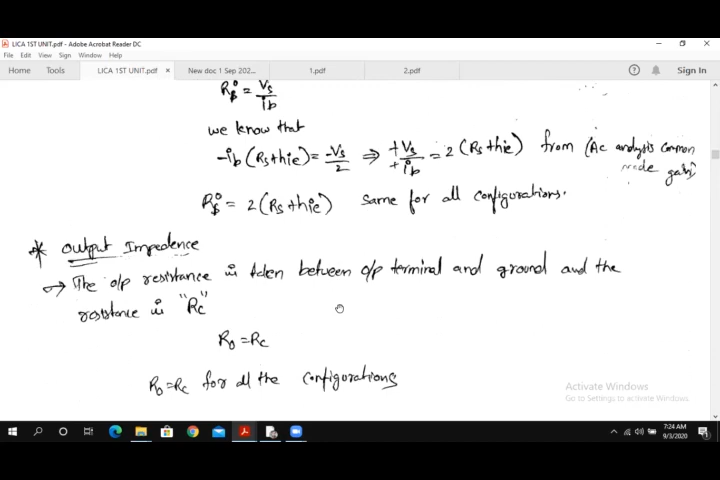 LICA 1ST UNIT.pdf - Adobe Acrobat Reader DC
File Edit View Sign Window Help
Home Tools LICA 1ST UNIT.pdf × New doc 1 Sep 202... 1.pdf 2.pdf Sign In
= Vs/ib
we know that
-ib (Rs+hie) = -Vs/2 ⇒ +Vs/+ib = 2 (Rs+hie) from (Ac analysis common
mode gain)
= 2 (Rs+hie) Same for all configurations.
* Output Impedence
→ The o/p resistance is taken between o/p terminal and ground and the
resistance is "Rc"
Ro = Rc
Ro = Rc for all the configurations
Activate Windows
Go to Settings to activate Windows.
7:24 AM
9/3/2020